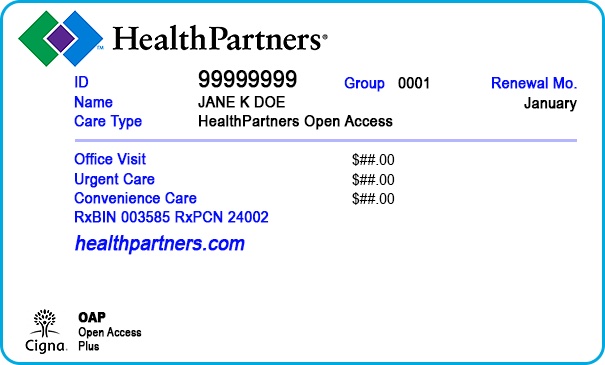 HealthPartners®
ID 99999999 Group 0001 Renewal Mo.
Name JANE K DOE January
Care Type HealthPartners Open Access
Office Visit $##.00
Urgent Care $##.00
Convenience Care $##.00
RxBIN 003585 RxPCN 24002
healthpartners.com
OAP
Open Access
Cigna. Plus